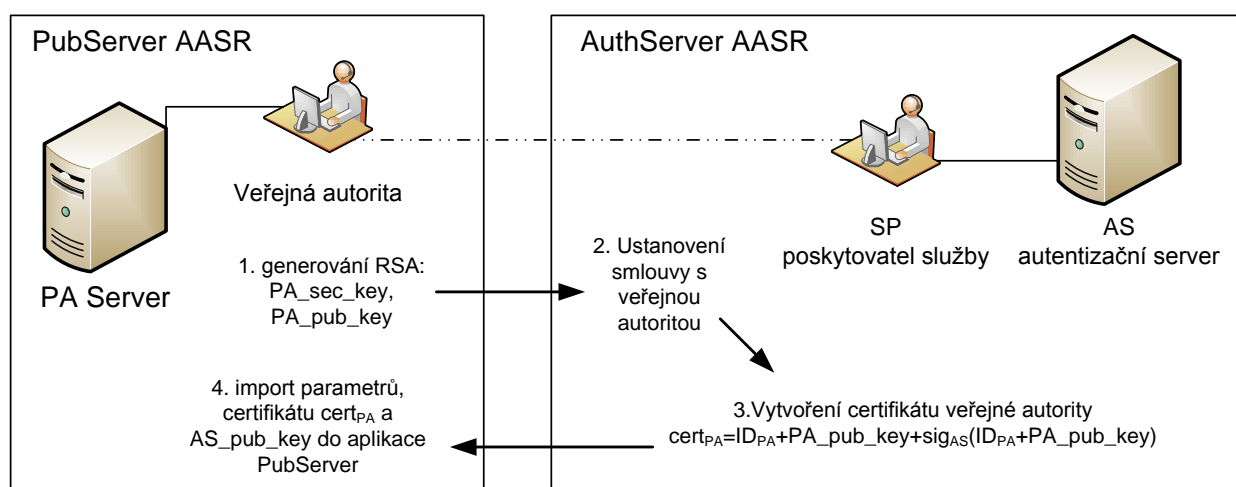 PubServer AASR
Veřejná autorita
PA Server
1. generování RSA:
PA_sec_key,
PA_pub_key
4. import parametrů,
certifikátu certPA a
AS_pub_key do aplikace
PubServer
AuthServer AASR
SP
poskytovatel služby
AS
autentizační server
2. Ustanovení
smlouvy s
veřejnou
autoritou
3.Vytvoření certifikátu veřejné autority
certPA=IDPA+PA_pub_key+sigAS(IDPA+PA_pub_key)